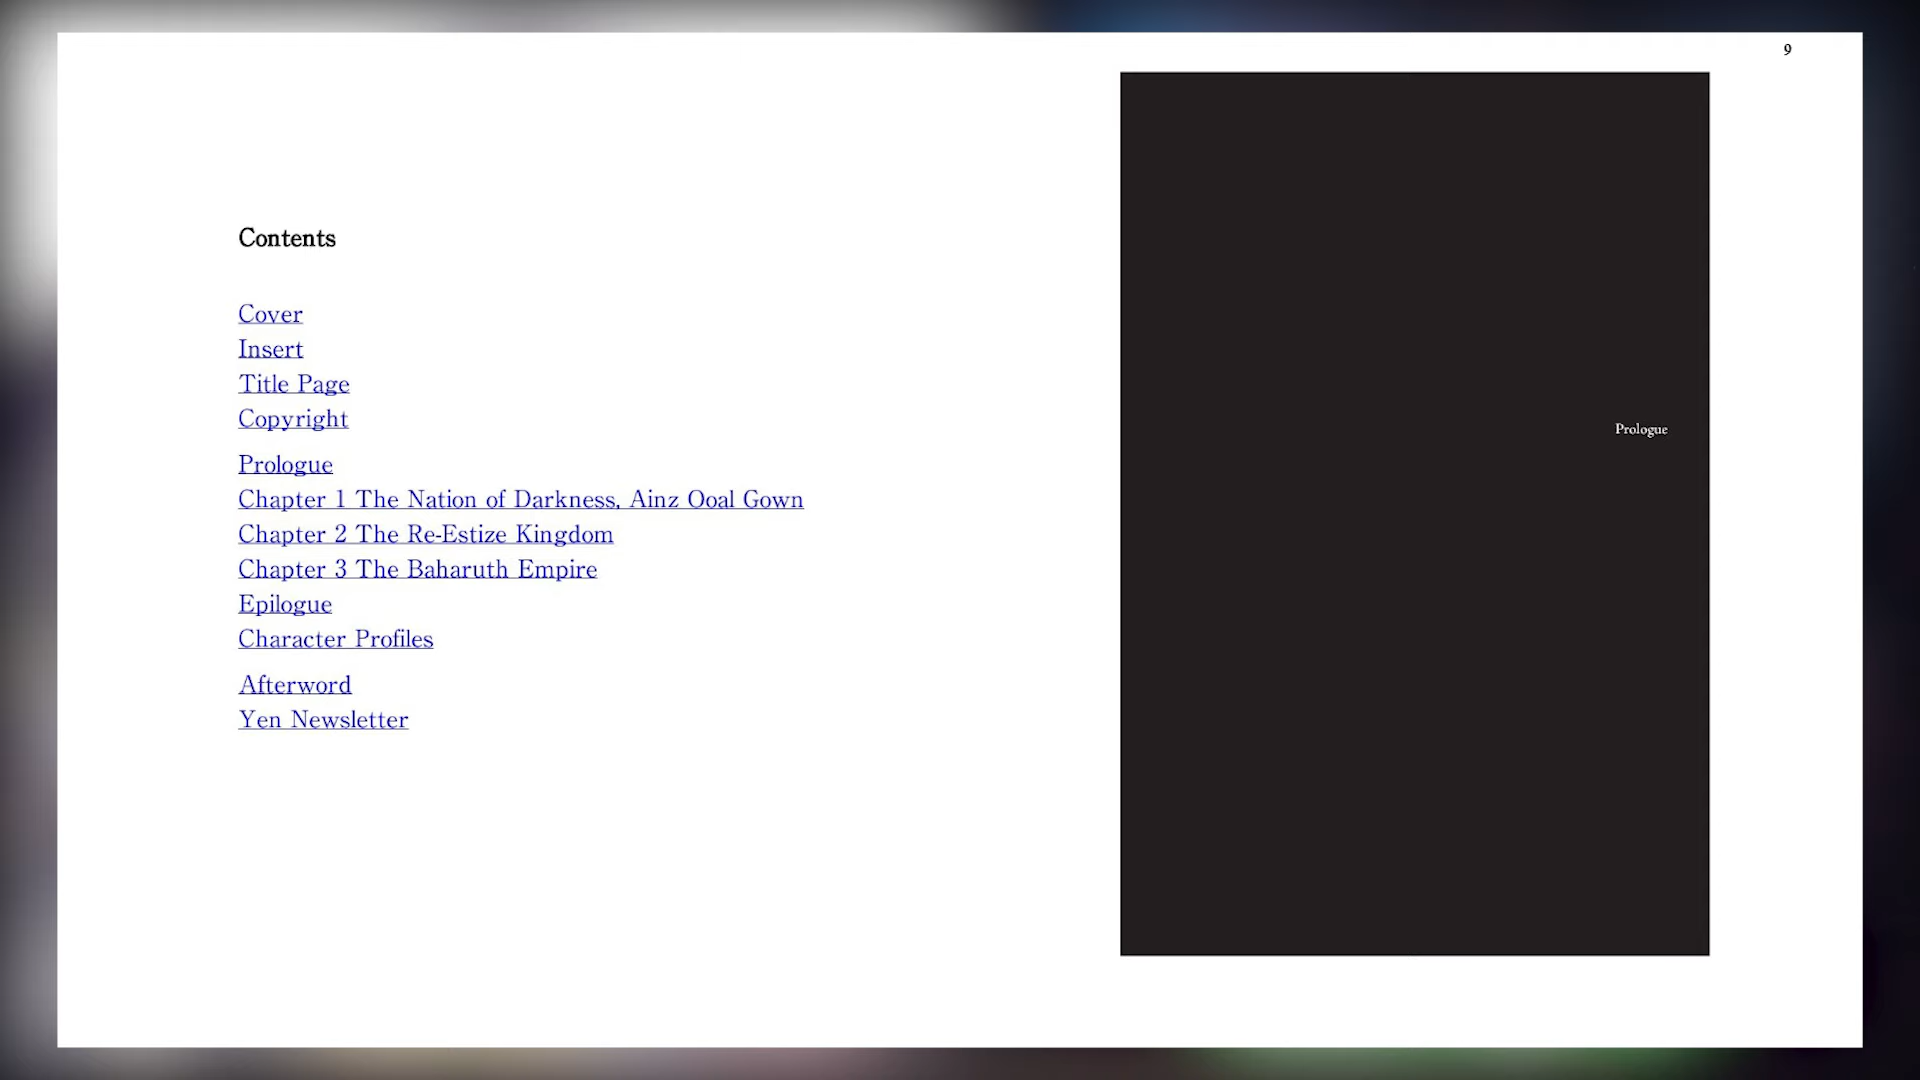 Contents
Cover
Insert
Title Page
Copyright
Prologue
Chapter 1 The Nation of Darkness, Ainz Ooal Gown
Chapter 2 The Re-Estize Kingdom
Chapter 3 The Baharuth Empire
Epilogue
Character Profiles
Afterword
Yen Newsletter
9
Prologue